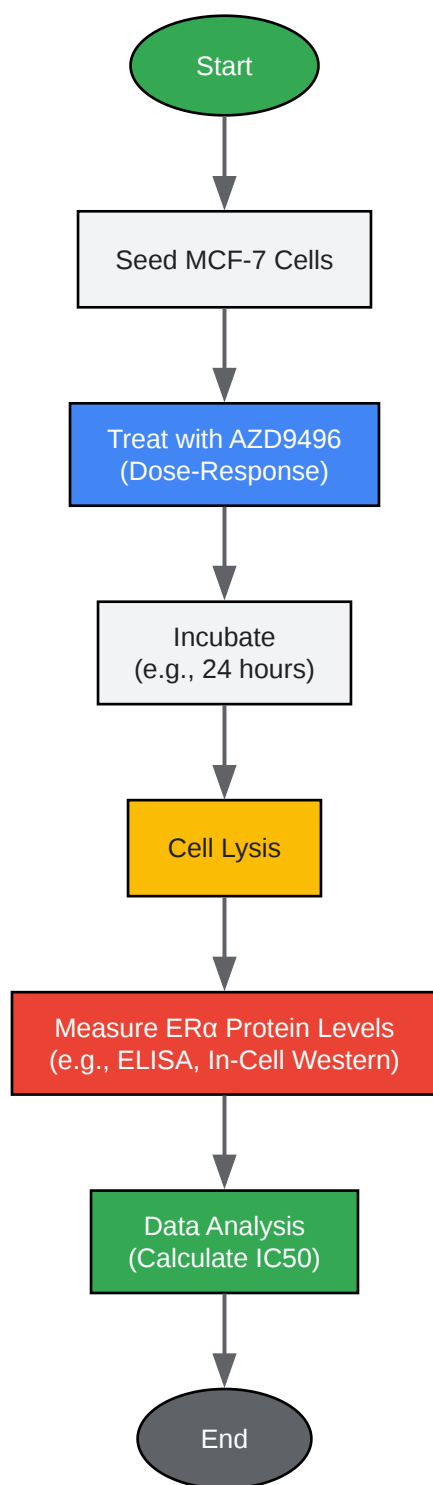 Start
Seed MCF-7 Cells
Treat with AZD9496
(Dose-Response)
Incubate
(e.g., 24 hours)
Cell Lysis
Measure ERα Protein Levels
(e.g., ELISA, In-Cell Western)
Data Analysis
(Calculate IC50)
End